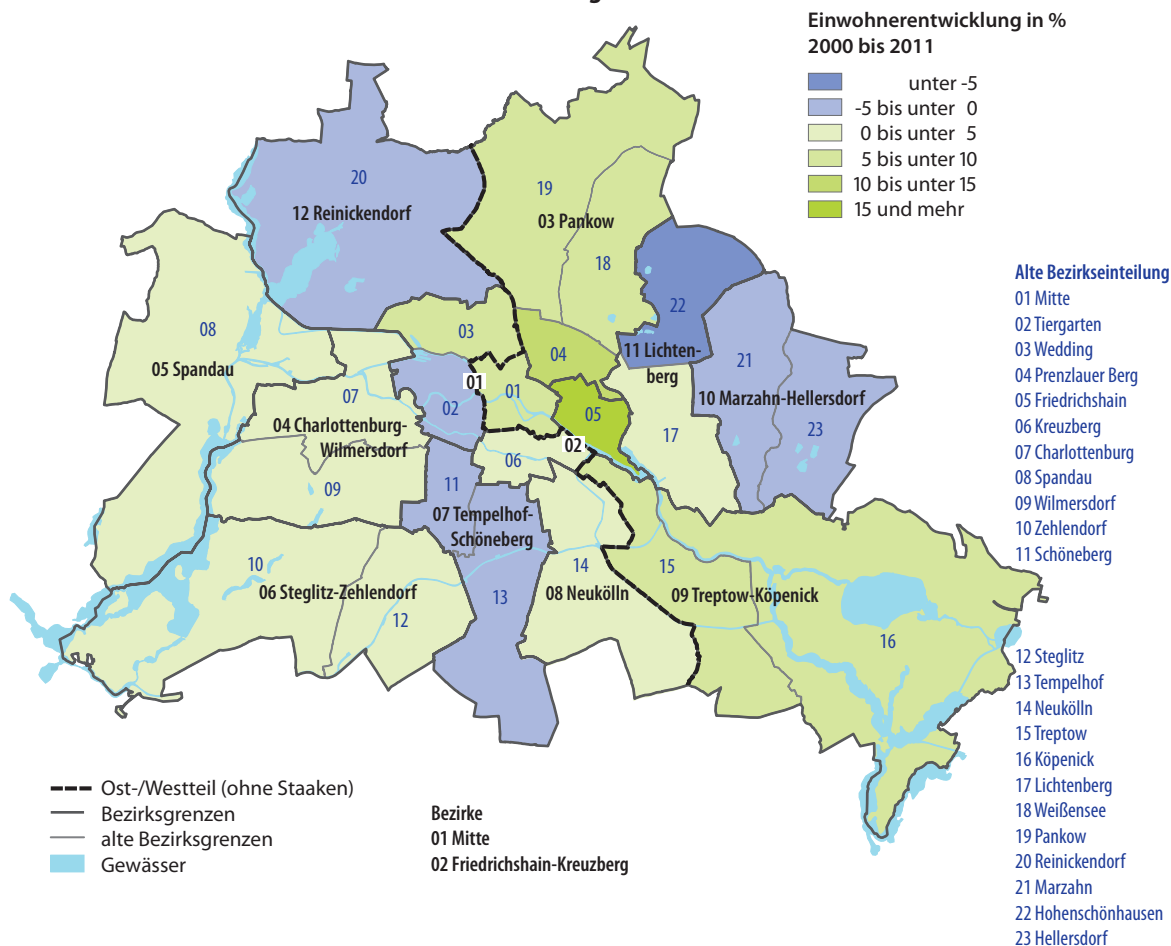 Einwohnerentwicklung in %
2000 bis 2011
unter -5
-5 bis unter 0
0 bis unter 5
5 bis unter 10
10 bis unter 15
15 und mehr
20
12 Reinickendorf
19
03 Pankow
18
22
11 Lichten-
berg
21
10 Marzahn-Hellersdorf
23
08
05 Spandau
03
04
01
01
02
05
02
06
17
07
04 Charlottenburg-
Wilmersdorf
09
11
07 Tempelhof-
Schöneberg
13
10
06 Steglitz-Zehlendorf
12
14
08 Neukölln
15
09 Treptow-Köpenick
16
Alte Bezirkseinteilung
01 Mitte
02 Tiergarten
03 Wedding
04 Prenzlauer Berg
05 Friedrichshain
06 Kreuzberg
07 Charlottenburg
08 Spandau
09 Wilmersdorf
10 Zehlendorf
11 Schöneberg
12 Steglitz
13 Tempelhof
14 Neukölln
15 Treptow
16 Köpenick
17 Lichtenberg
18 Weißensee
19 Pankow
20 Reinickendorf
21 Marzahn
22 Hohenschönhausen
23 Hellersdorf
Ost-/Westteil (ohne Staaken)
Bezirksgrenzen
alte Bezirksgrenzen
Gewässer
Bezirke
01 Mitte
02 Friedrichshain-Kreuzberg